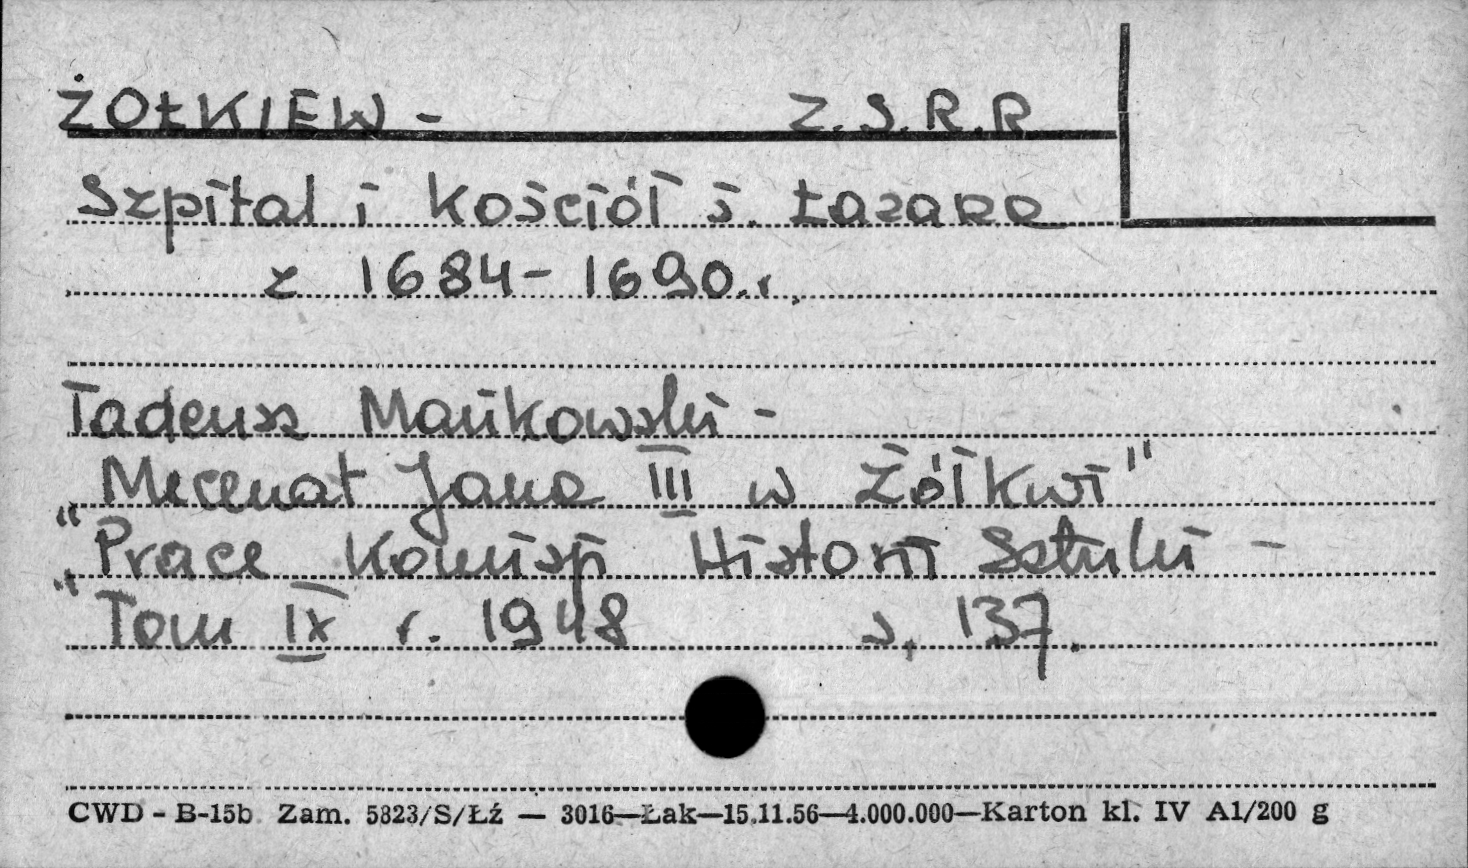 ŻOŁKIEW - Z.S.R.R
Szpital i Kościół ś. Łazarza
z 1684-1690.r.
Tadeusz Mańkowski -
„Mecenat Jana III w Żółkwi"
„Prace Komisji Historii Sztuki -
Tom IX r. 1948 s. 137.
CWD - B-15b Zam. 5823/S/Łź — 3016—Łak—15.11.56—4.000.000—Karton kl. IV A1/200 g